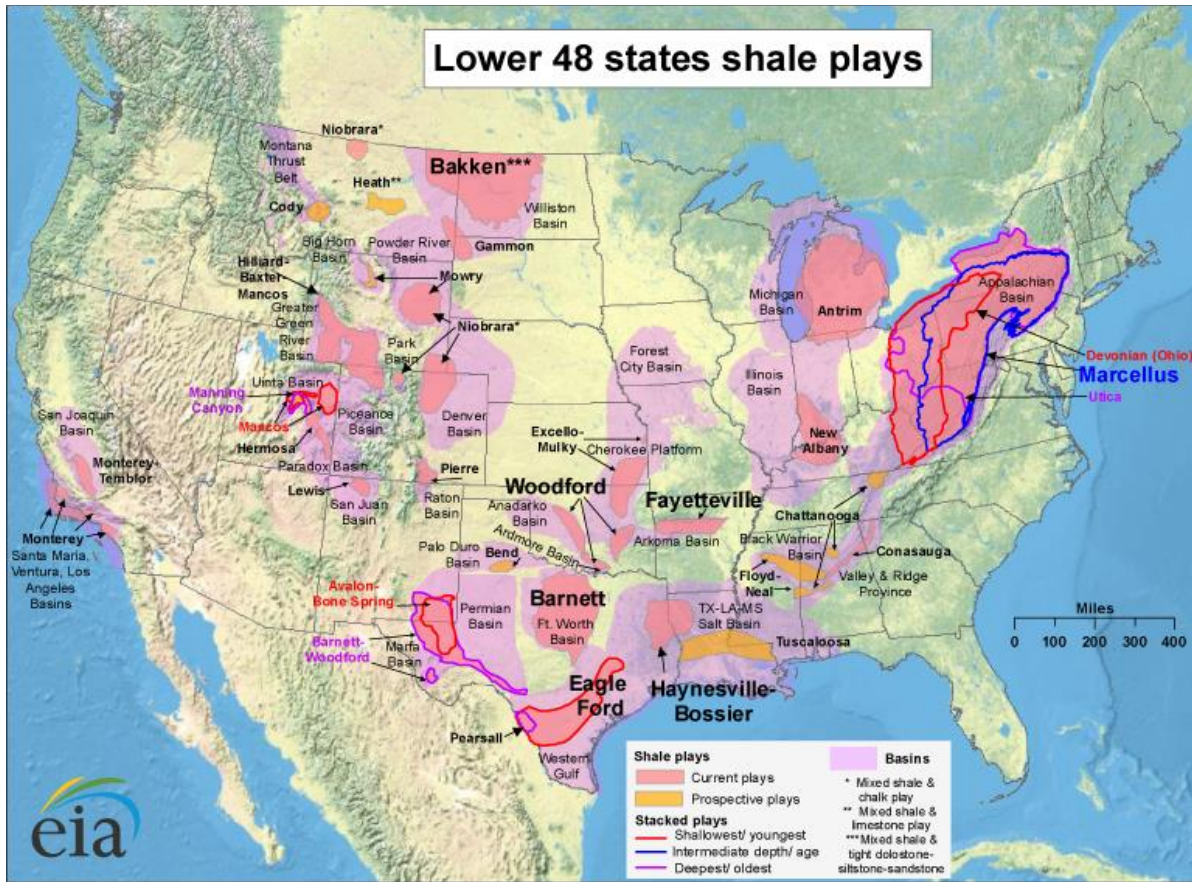 Lower 48 states shale plays
Niobrara*
Montana
Thrust
Belt
Bakken***
Heath**
Cody
Williston
Basin
Big Horn
Basin
Powder River
Basin
Gammon
Hilliard-
Baxter-
Mancos
Mowry
Greater
Green
River
Basin
Niobrara*
Park
Basin
Michigan
Basin
Antrim
Appalachian
Basin
Devonian (Ohio)
Marcellus
Utica
Forest
City Basin
Illinois
Basin
Uinta Basin
Manning
Canyon
Mancos
Piceance
Basin
Denver
Basin
San Joaquin
Basin
Hermosa
Excello-
Mulky
Cherokee Platform
New
Albany
Monterey-
Temblor
Paradox Basin
Pierre
Lewis
San Juan
Basin
Raton
Basin
Woodford
Anadarko
Basin
Fayetteville
Chattanooga
Monterey
Santa Maria,
Ventura, Los
Angeles
Basins
Ardmore Basin
Arkoma Basin
Black Warrior
Basin
Conasauga
Palo Duro
Basin
Bend
Floyd-
Neal
Valley & Ridge
Province
Avalon-
Bone Spring
Permian
Basin
Barnett
Ft. Worth
Basin
TX-LA-MS
Salt Basin
Tuscaloosa
Miles
0 100 200 300 400
Barnett-
Woodford
Marfa
Basin
Eagle
Ford
Haynesville-
Bossier
Pearsall
Western
Gulf
Shale plays
Current plays
Prospective plays
Stacked plays
Shallowest/ youngest
Intermediate depth/ age
Deepest/ oldest
Basins
* Mixed shale &
chalk play
** Mixed shale &
limestone play
***Mixed shale &
tight dolostone-
siltstone-sandstone
eia